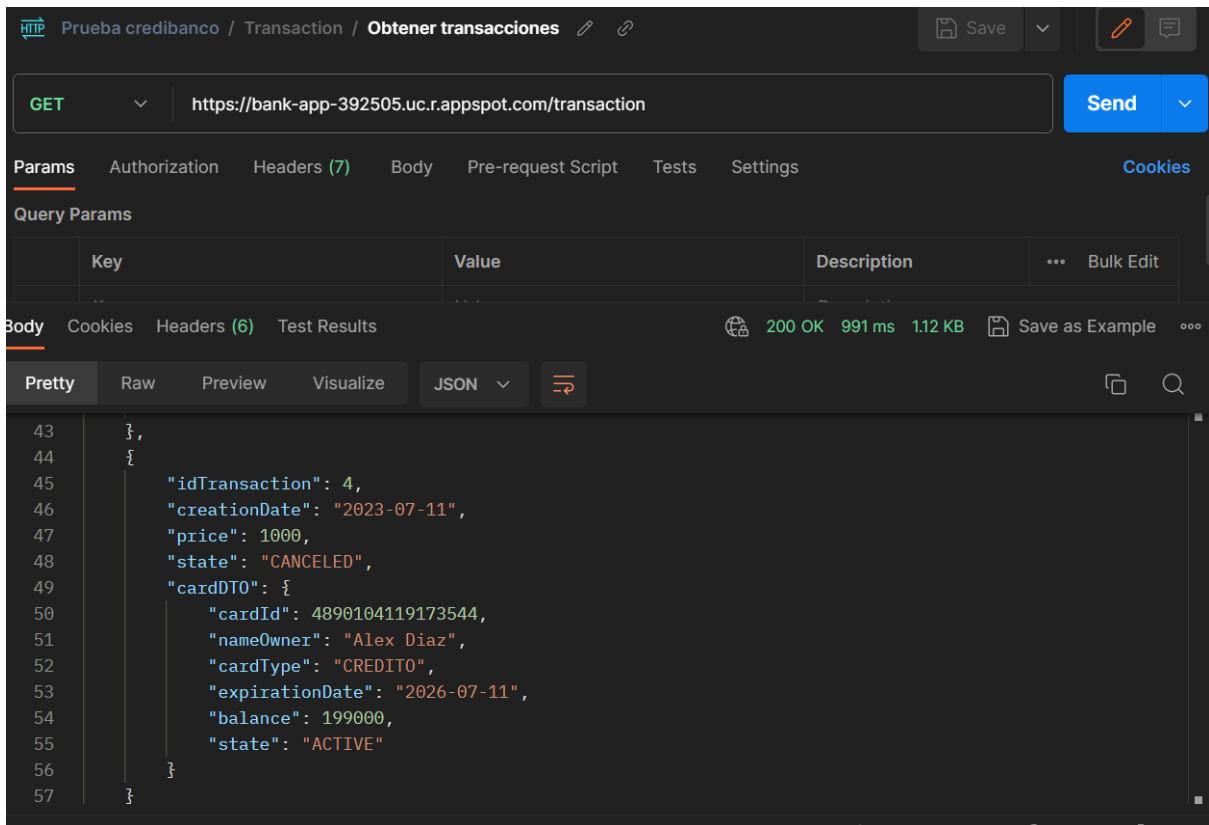 HTTP Prueba credibanco / Transaction / Obtener transacciones Save
GET https://bank-app-392505.uc.r.appspot.com/transaction Send
Params Authorization Headers (7) Body Pre-request Script Tests Settings Cookies
Query Params
Key Value Description ••• Bulk Edit
Body Cookies Headers (6) Test Results 200 OK 991 ms 1.12 KB Save as Example •••
Pretty Raw Preview Visualize JSON
43 },
44 {
45 "idTransaction": 4,
46 "creationDate": "2023-07-11",
47 "price": 1000,
48 "state": "CANCELED",
49 "cardDTO": {
50 "cardId": 4890104119173544,
51 "nameOwner": "Alex Diaz",
52 "cardType": "CREDITO",
53 "expirationDate": "2026-07-11",
54 "balance": 199000,
55 "state": "ACTIVE"
56 }
57 }